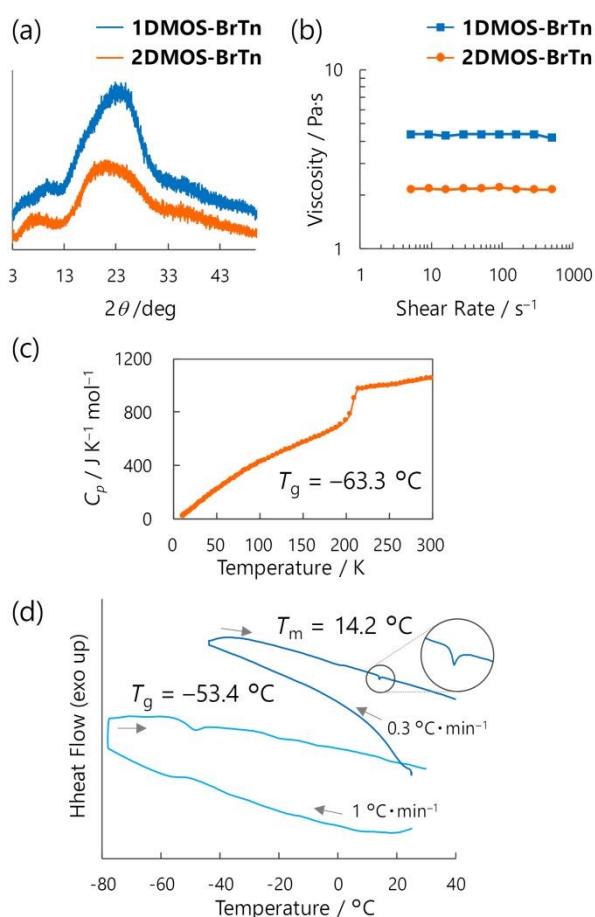 (a)
1DMOS-BrTn
2DMOS-BrTn
3 13 23 33 43
2θ /deg
(b)
1DMOS-BrTn
2DMOS-BrTn
Viscosity / Pa·s
10
1
1 10 100 1000
Shear Rate / s⁻¹
(c)
Cₚ / J K⁻¹ mol⁻¹
1200
800
400
0
T_g = −63.3 °C
0 50 100 150 200 250 300
Temperature / K
(d)
Hheat Flow (exo up)
T_m = 14.2 °C
T_g = −53.4 °C
0.3 °C·min⁻¹
1 °C·min⁻¹
-80 -60 -40 -20 0 20 40
Temperature / °C